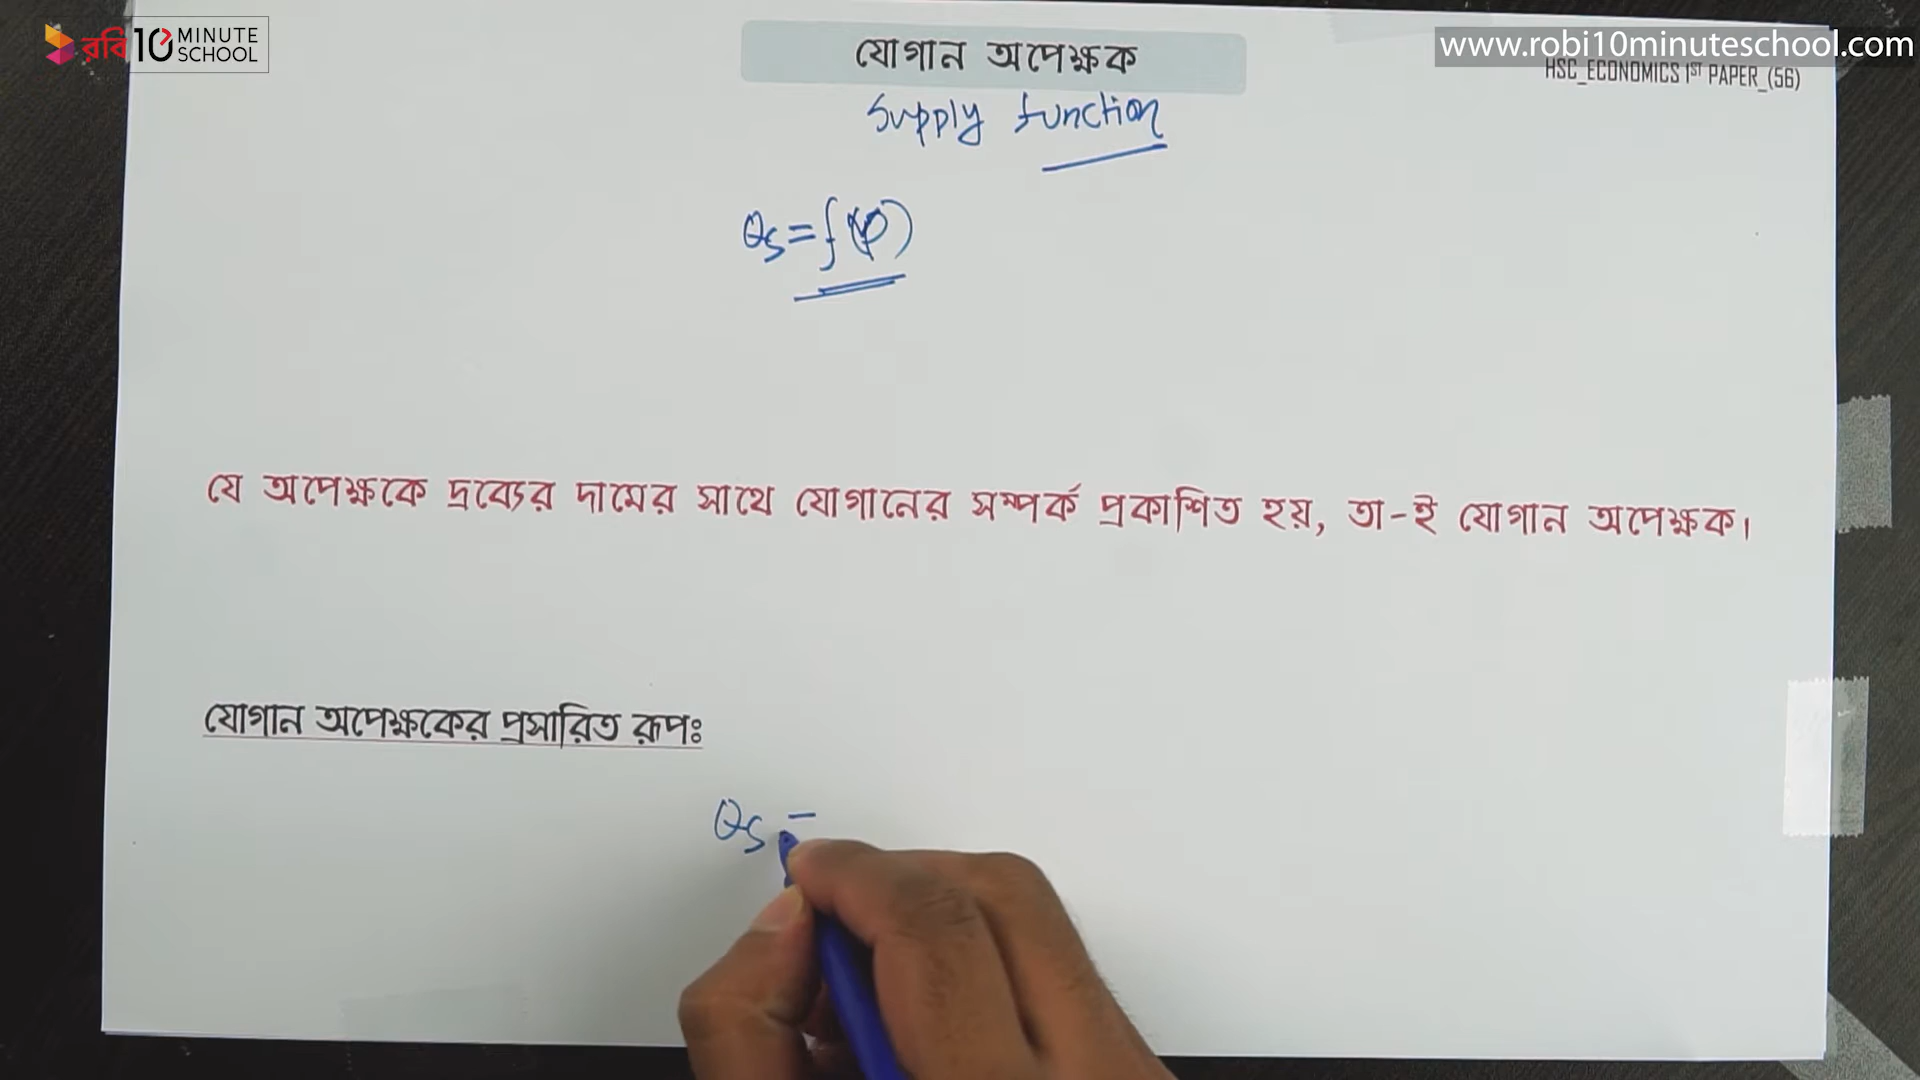 রবি 10 MINUTE SCHOOL
www.robi10minuteschool.com
যোগান অপেক্ষক
HSC_ECONOMICS 1ST PAPER_(56)
Supply function
Qs = f(P)
যে অপেক্ষকে দ্রব্যের দামের সাথে যোগানের সম্পর্ক প্রকাশিত হয়, তা-ই যোগান অপেক্ষক।
যোগান অপেক্ষকের প্রসারিত রূপঃ
Qs =